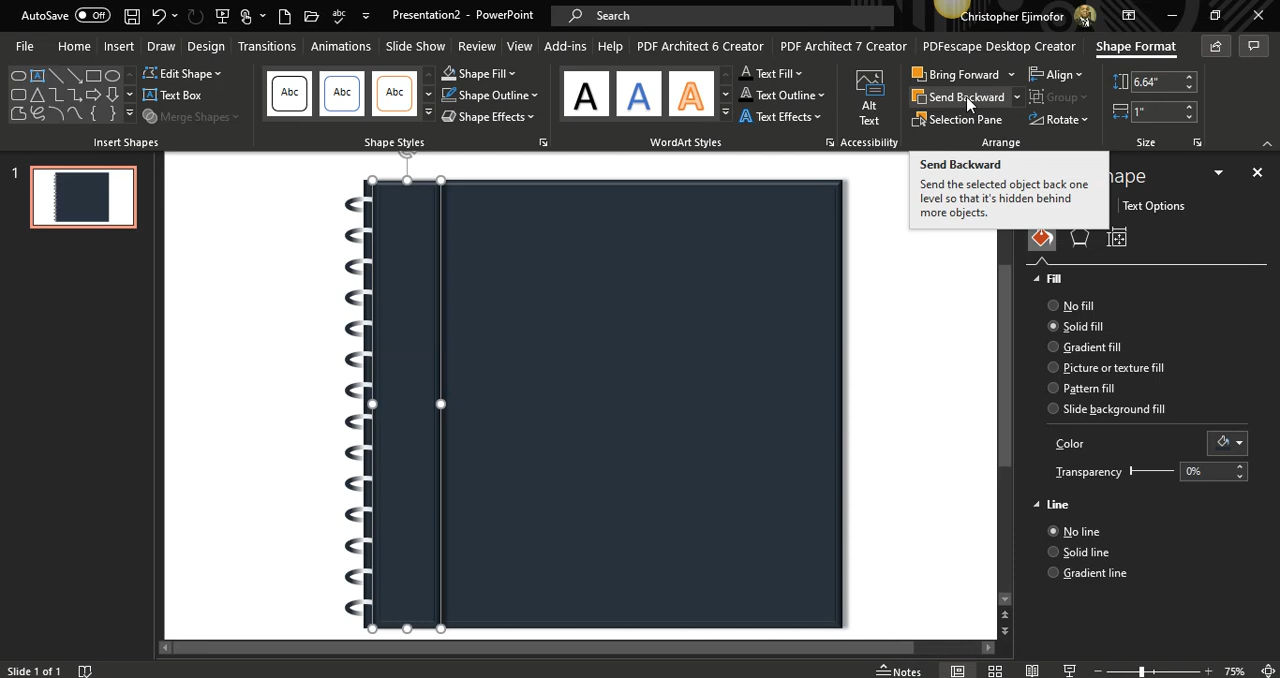 AutoSave Off Presentation2 - PowerPoint Search Christopher Ejimofor
File Home Insert Draw Design Transitions Animations Slide Show Review View Add-ins Help PDF Architect 6 Creator PDF Architect 7 Creator PDFescape Desktop Creator Shape Format
Edit Shape
Text Box
Merge Shapes
Insert Shapes
Abc Abc Abc
Shape Fill
Shape Outline
Shape Effects
Shape Styles
A A A
Text Fill
Text Outline
Text Effects
WordArt Styles
Alt
Text
Accessibility
Bring Forward
Send Backward
Selection Pane
Align
Group
Rotate
Arrange
6.64"
1"
Size
Send Backward
Send the selected object back one
level so that it's hidden behind
more objects.
1
hape
Text Options
Fill
No fill
Solid fill
Gradient fill
Picture or texture fill
Pattern fill
Slide background fill
Color
Transparency 0%
Line
No line
Solid line
Gradient line
Slide 1 of 1 Notes 75%